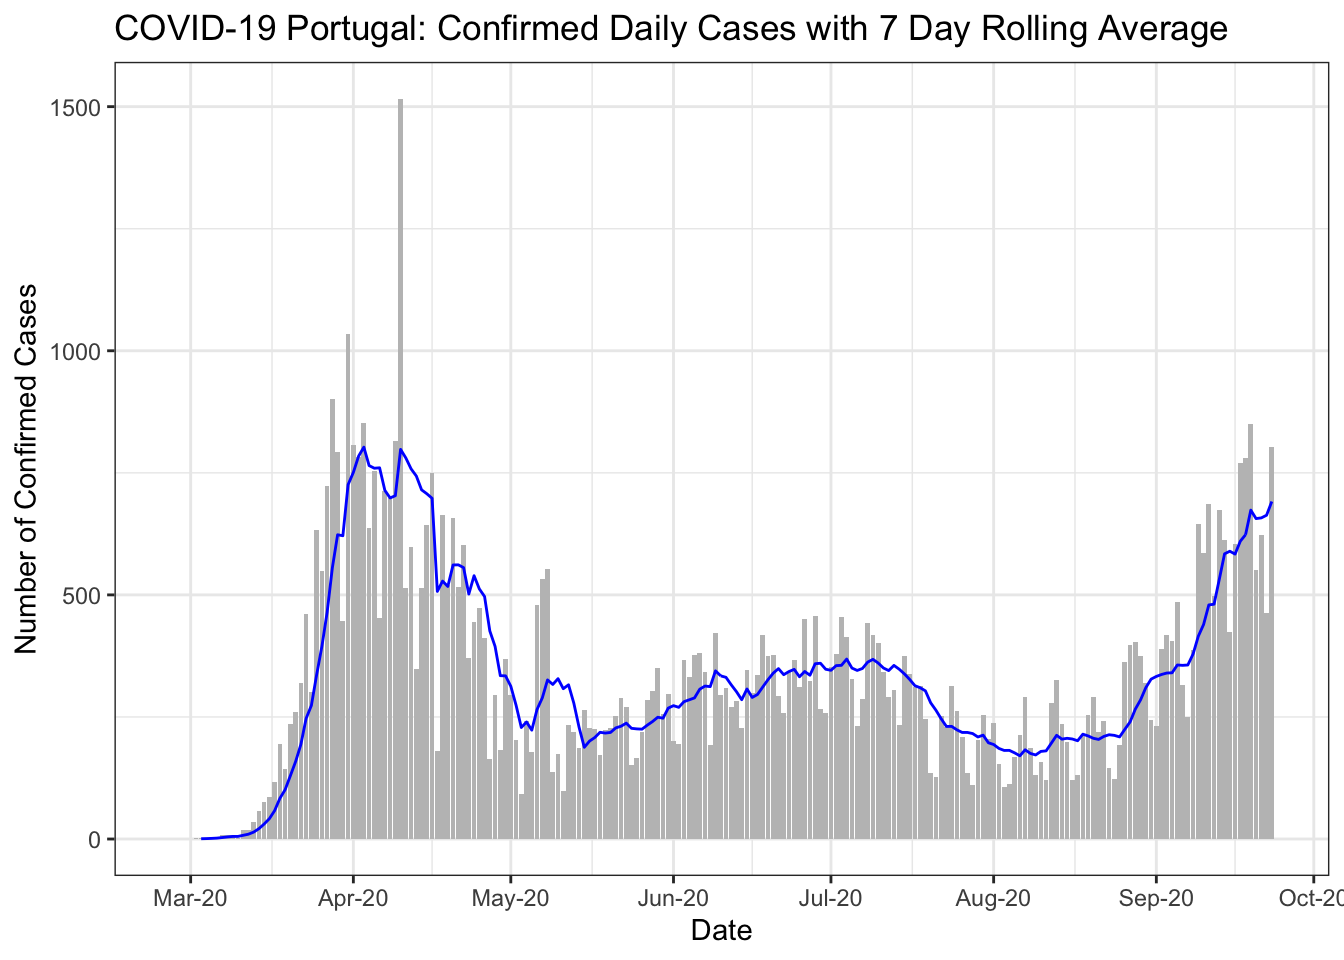 COVID-19 Portugal: Confirmed Daily Cases with 7 Day Rolling Average
Number of Confirmed Cases
1500
1000
500
0
Mar-20 Apr-20 May-20 Jun-20 Jul-20 Aug-20 Sep-20 Oct-20
Date